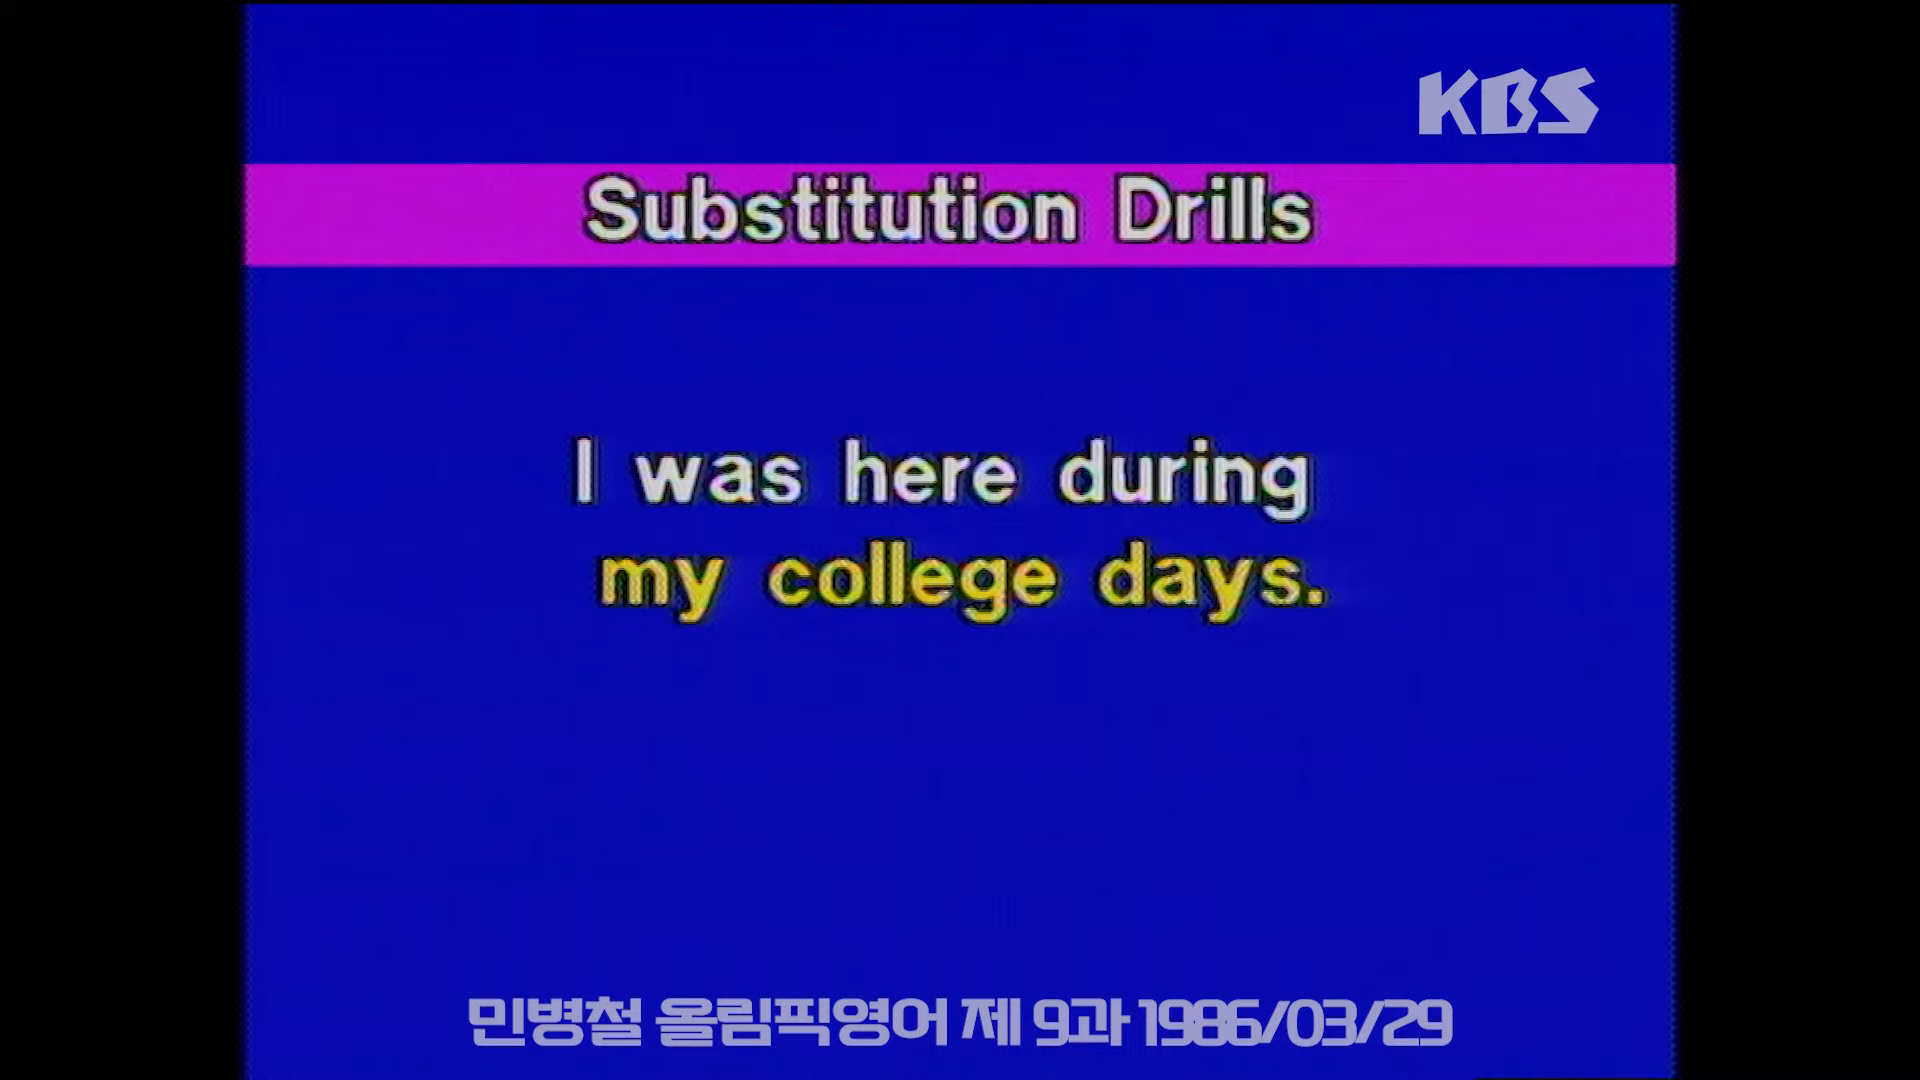 KBS
Substitution Drills
I was here during
my college days.
민병철 올림픽영어 제 9과 1986/03/29